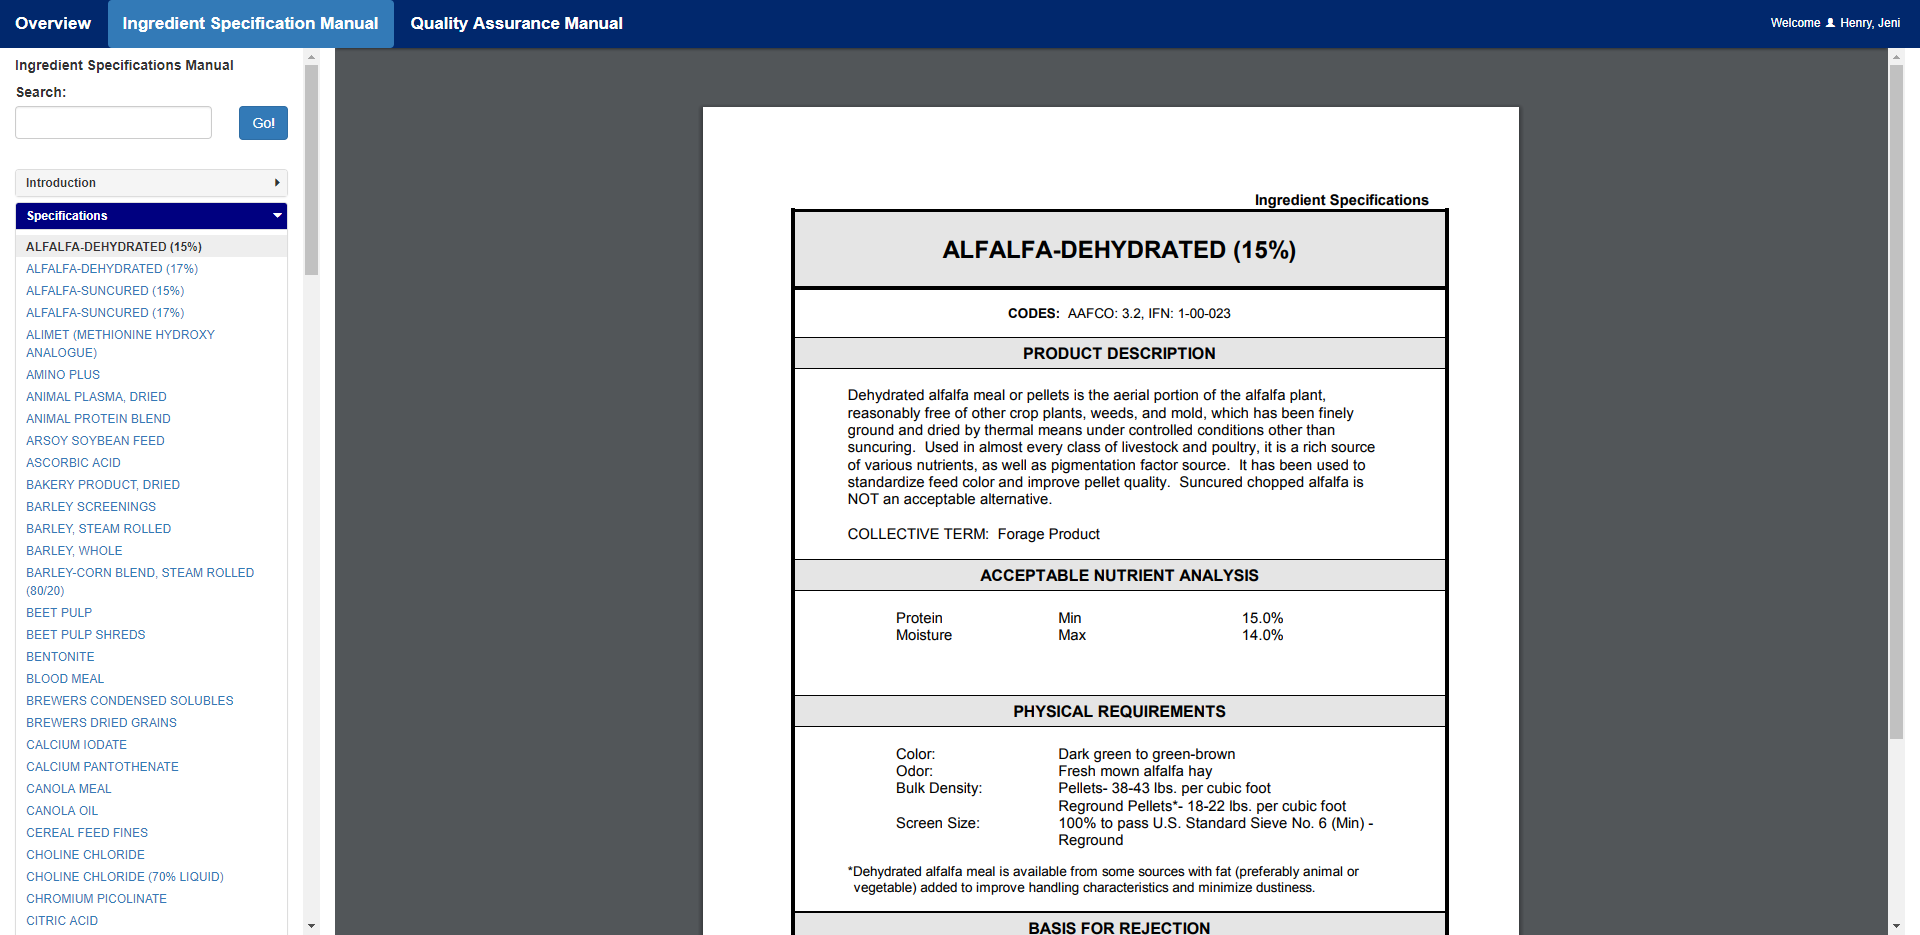 Overview
Ingredient Specification Manual
Quality Assurance Manual
Welcome Henry, Jeni
Ingredient Specifications Manual
Search:
Go!
Introduction
Specifications
ALFALFA-DEHYDRATED (15%)
ALFALFA-DEHYDRATED (17%)
ALFALFA-SUNCURED (15%)
ALFALFA-SUNCURED (17%)
ALIMET (METHIONINE HYDROXY
ANALOGUE)
AMINO PLUS
ANIMAL PLASMA, DRIED
ANIMAL PROTEIN BLEND
ARSOY SOYBEAN FEED
ASCORBIC ACID
BAKERY PRODUCT, DRIED
BARLEY SCREENINGS
BARLEY, STEAM ROLLED
BARLEY, WHOLE
BARLEY-CORN BLEND, STEAM ROLLED
(80/20)
BEET PULP
BEET PULP SHREDS
BENTONITE
BLOOD MEAL
BREWERS CONDENSED SOLUBLES
BREWERS DRIED GRAINS
CALCIUM IODATE
CALCIUM PANTOTHENATE
CANOLA MEAL
CANOLA OIL
CEREAL FEED FINES
CHOLINE CHLORIDE
CHOLINE CHLORIDE (70% LIQUID)
CHROMIUM PICOLINATE
CITRIC ACID
Ingredient Specifications
ALFALFA-DEHYDRATED (15%)
CODES: AAFCO: 3.2, IFN: 1-00-023
PRODUCT DESCRIPTION
Dehydrated alfalfa meal or pellets is the aerial portion of the alfalfa plant,
reasonably free of other crop plants, weeds, and mold, which has been finely
ground and dried by thermal means under controlled conditions other than
suncuring. Used in almost every class of livestock and poultry, it is a rich source
of various nutrients, as well as pigmentation factor source. It has been used to
standardize feed color and improve pellet quality. Suncured chopped alfalfa is
NOT an acceptable alternative.
COLLECTIVE TERM: Forage Product
ACCEPTABLE NUTRIENT ANALYSIS
Protein Min 15.0%
Moisture Max 14.0%
PHYSICAL REQUIREMENTS
Color: Dark green to green-brown
Odor: Fresh mown alfalfa hay
Bulk Density: Pellets- 38-43 lbs. per cubic foot
Reground Pellets*- 18-22 lbs. per cubic foot
Screen Size: 100% to pass U.S. Standard Sieve No. 6 (Min) -
Reground
*Dehydrated alfalfa meal is available from some sources with fat (preferably animal or
vegetable) added to improve handling characteristics and minimize dustiness.
BASIS FOR REJECTION